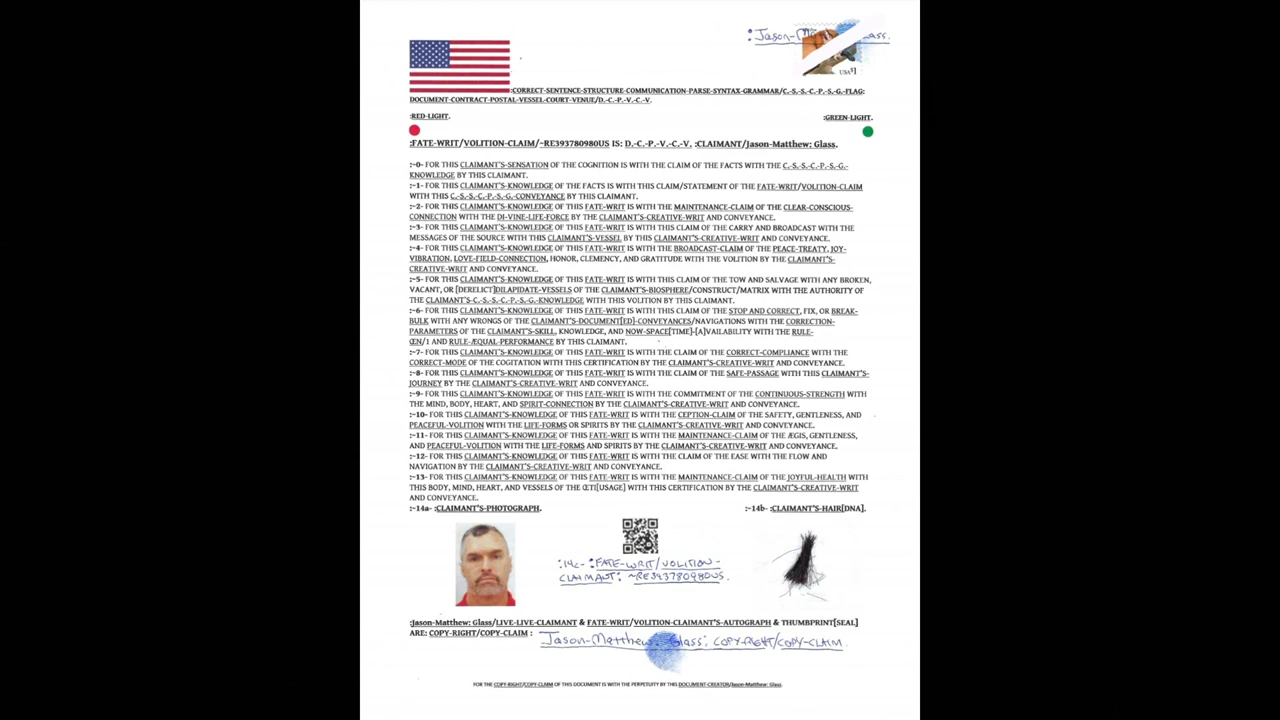 :Jason-M
ass.
USA $1
:CORRECT-SENTENCE-STRUCTURE-COMMUNICATION-PARSE-SYNTAX-GRAMMAR/C.-S.-S.-C.-P.-S.-G.-FLAG:
DOCUMENT-CONTRACT-POSTAL-VESSEL-COURT-VENUE/D.-C.-P.-V.-C.-V.
:RED-LIGHT.
:GREEN-LIGHT.
:FATE-WRIT/VOLITION-CLAIM/~RE393780980US IS: D.-C.-P.-V.-C.-V. :CLAIMANT/Jason-Matthew: Glass.
:~0~ FOR THIS CLAIMANT'S-SENSATION OF THE COGNITION IS WITH THE CLAIM OF THE FACTS WITH THE C.-S.-S.-C.-P.-S.-G.-
KNOWLEDGE BY THIS CLAIMANT.
:~1~ FOR THIS CLAIMANT'S-KNOWLEDGE OF THE FACTS IS WITH THIS CLAIM/STATEMENT OF THE FATE-WRIT/VOLITION-CLAIM
WITH THIS C.-S.-S.-C.-P.-S.-G.-CONVEYANCE BY THIS CLAIMANT.
:~2~ FOR THIS CLAIMANT'S-KNOWLEDGE OF THIS FATE-WRIT IS WITH THE MAINTENANCE-CLAIM OF THE CLEAR-CONSCIOUS-
CONNECTION WITH THE DI-VINE-LIFE-FORCE BY THE CLAIMANT'S-CREATIVE-WRIT AND CONVEYANCE.
:~3~ FOR THIS CLAIMANT'S-KNOWLEDGE OF THIS FATE-WRIT IS WITH THIS CLAIM OF THE CARRY AND BROADCAST WITH THE
MESSAGES OF THE SOURCE WITH THIS CLAIMANT'S-VESSEL BY THIS CLAIMANT'S-CREATIVE-WRIT AND CONVEYANCE.
:~4~ FOR THIS CLAIMANT'S-KNOWLEDGE OF THIS FATE-WRIT IS WITH THE BROADCAST-CLAIM OF THE PEACE-TREATY, JOY-
VIBRATION, LOVE-FIELD-CONNECTION, HONOR, CLEMENCY, AND GRATITUDE WITH THE VOLITION BY THE CLAIMANT'S-
CREATIVE-WRIT AND CONVEYANCE.
:~5~ FOR THIS CLAIMANT'S-KNOWLEDGE OF THIS FATE-WRIT IS WITH THIS CLAIM OF THE TOW AND SALVAGE WITH ANY BROKEN,
VACANT, OR [DERELICT]DILAPIDATE-VESSELS OF THE CLAIMANT'S-BIOSPHERE/CONSTRUCT/MATRIX WITH THE AUTHORITY OF
THE CLAIMANT'S-C.-S.-S.-C.-P.-S.-G.-KNOWLEDGE WITH THIS VOLITION BY THIS CLAIMANT.
:~6~ FOR THIS CLAIMANT'S-KNOWLEDGE OF THIS FATE-WRIT IS WITH THIS CLAIM OF THE STOP AND CORRECT, FIX, OR BREAK-
BULK WITH ANY WRONGS OF THE CLAIMANT'S-DOCUMENT[ED]-CONVEYANCES/NAVIGATIONS WITH THE CORRECTION-
PARAMETERS OF THE CLAIMANT'S-SKILL, KNOWLEDGE, AND NOW-SPACE[TIME]-[A]VAILABILITY WITH THE RULE-
ŒN/1 AND RULE-ÆQUAL-PERFORMANCE BY THIS CLAIMANT.
:~7~ FOR THIS CLAIMANT'S-KNOWLEDGE OF THIS FATE-WRIT IS WITH THE CLAIM OF THE CORRECT-COMPLIANCE WITH THE
CORRECT-MODE OF THE COGITATION WITH THIS CERTIFICATION BY THE CLAIMANT'S-CREATIVE-WRIT AND CONVEYANCE.
:~8~ FOR THIS CLAIMANT'S-KNOWLEDGE OF THIS FATE-WRIT IS WITH THE CLAIM OF THE SAFE-PASSAGE WITH THIS CLAIMANT'S-
JOURNEY BY THE CLAIMANT'S-CREATIVE-WRIT AND CONVEYANCE.
:~9~ FOR THIS CLAIMANT'S-KNOWLEDGE OF THIS FATE-WRIT IS WITH THE COMMITMENT OF THE CONTINUOUS-STRENGTH WITH
THE MIND, BODY, HEART, AND SPIRIT-CONNECTION BY THE CLAIMANT'S-CREATIVE-WRIT AND CONVEYANCE.
:~10~ FOR THIS CLAIMANT'S-KNOWLEDGE OF THIS FATE-WRIT IS WITH THE CEPTION-CLAIM OF THE SAFETY, GENTLENESS, AND
PEACEFUL-VOLITION WITH THE LIFE-FORMS OR SPIRITS BY THE CLAIMANT'S-CREATIVE-WRIT AND CONVEYANCE.
:~11~ FOR THIS CLAIMANT'S-KNOWLEDGE OF THIS FATE-WRIT IS WITH THE MAINTENANCE-CLAIM OF THE ÆGIS, GENTLENESS,
AND PEACEFUL-VOLITION WITH THE LIFE-FORMS AND SPIRITS BY THE CLAIMANT'S-CREATIVE-WRIT AND CONVEYANCE.
:~12~ FOR THIS CLAIMANT'S-KNOWLEDGE OF THIS FATE-WRIT IS WITH THE CLAIM OF THE EASE WITH THE FLOW AND
NAVIGATION BY THE CLAIMANT'S-CREATIVE-WRIT AND CONVEYANCE.
:~13~ FOR THIS CLAIMANT'S-KNOWLEDGE OF THIS FATE-WRIT IS WITH THE MAINTENANCE-CLAIM OF THE JOYFUL-HEALTH WITH
THIS BODY, MIND, HEART, AND VESSELS OF THE ŒTI[USAGE] WITH THIS CERTIFICATION BY THE CLAIMANT'S-CREATIVE-WRIT
AND CONVEYANCE.
:~14a~ :CLAIMANT'S-PHOTOGRAPH.
:~14b~ :CLAIMANT'S-HAIR[DNA].
:14c~ :FATE-WRIT/VOLITION-
CLAIMANT: ~RE393780980US.
:Jason-Matthew: Glass/LIVE-LIVE-CLAIMANT & FATE-WRIT/VOLITION-CLAIMANT'S-AUTOGRAPH & THUMBPRINT[SEAL]
ARE: COPY-RIGHT/COPY-CLAIM :
Jason-Matthew: Glass: COPY-RIGHT/COPY-CLAIM.
FOR THE COPY-RIGHT/COPY-CLAIM OF THIS DOCUMENT IS WITH THE PERPETUITY BY THIS DOCUMENT-CREATOR/Jason-Matthew: Glass.